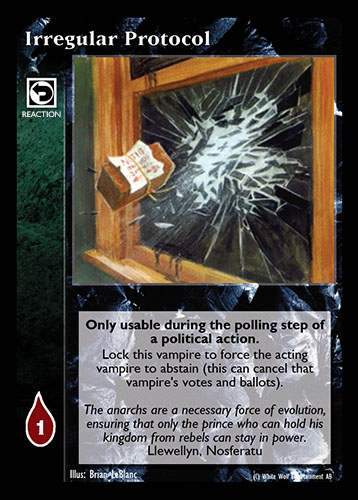 Irregular Protocol
REACTION
Only usable during the polling step of
a political action.
Lock this vampire to force the acting
vampire to abstain (this can cancel that
vampire's votes and ballots).
The anarchs are a necessary force of evolution,
ensuring that only the prince who can hold his
kingdom from rebels can stay in power.
Llewellyn, Nosferatu
1
Illus: Brian LeBlanc
(C) White Wolf Entertainment AB